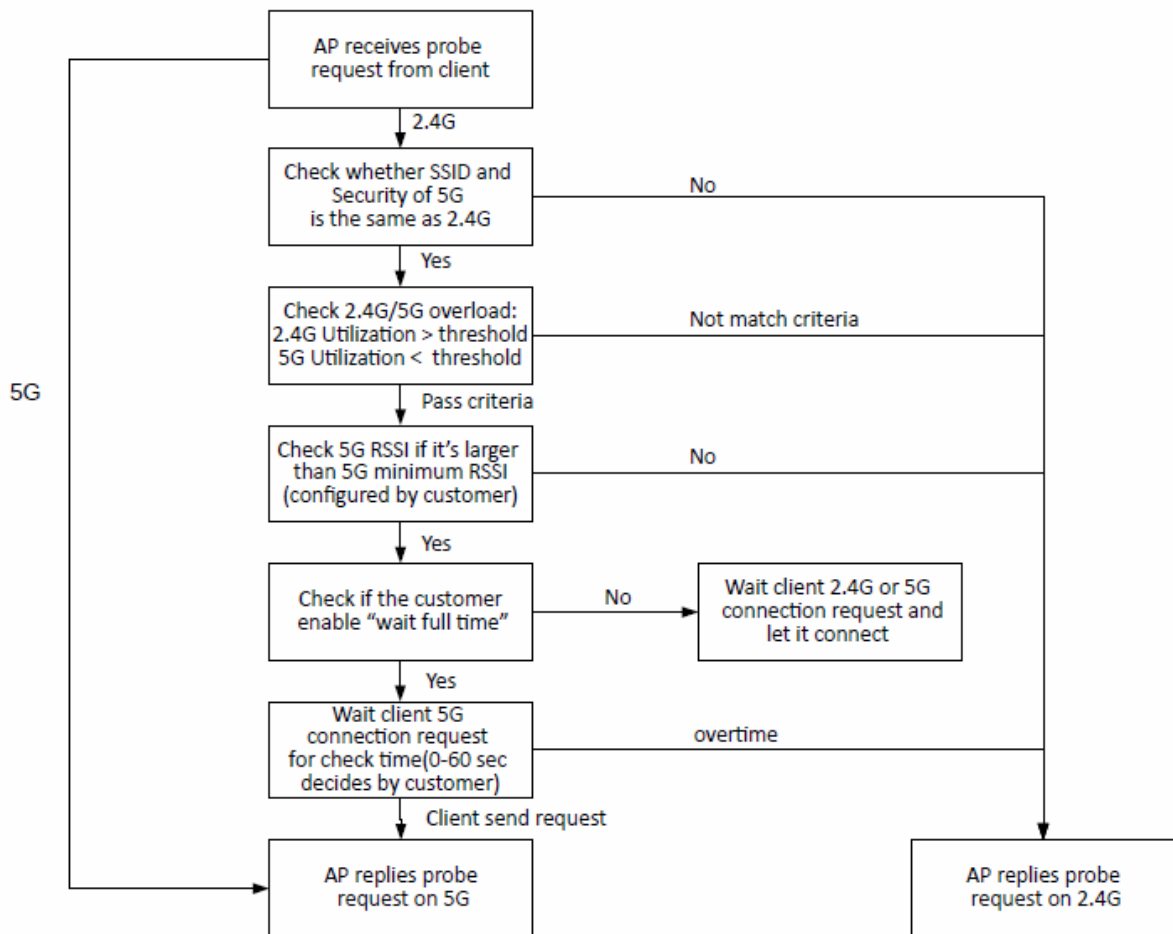 AP receives probe
request from client
2.4G
Check whether SSID and
Security of 5G
is the same as 2.4G
No
Yes
Check 2.4G/5G overload:
2.4G Utilization > threshold
5G Utilization < threshold
Not match criteria
5G
Pass criteria
Check 5G RSSI if it's larger
than 5G minimum RSSI
(configured by customer)
No
Yes
Check if the customer
enable “wait full time”
No
Wait client 2.4G or 5G
connection request and
let it connect
Yes
Wait client 5G
connection request
for check time(0-60 sec
decides by customer)
overtime
Client send request
AP replies probe
request on 5G
AP replies probe
request on 2.4G